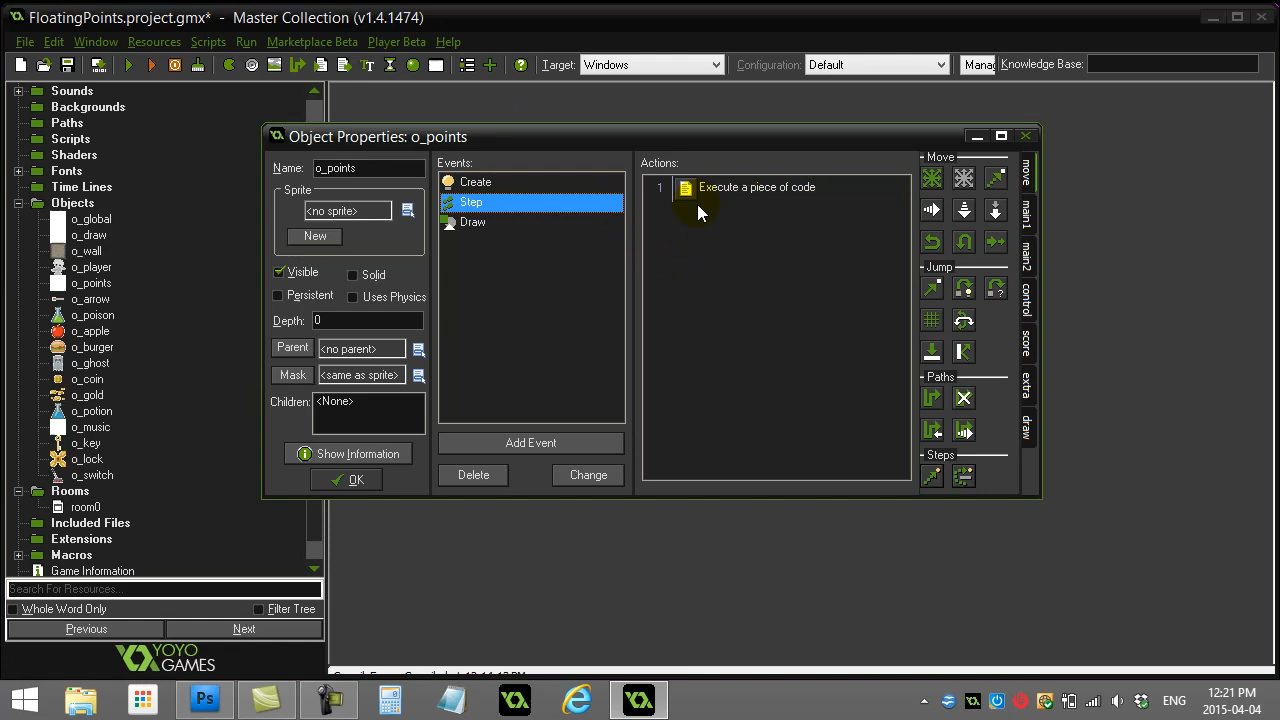 FloatingPoints.project.gmx* - Master Collection (v1.4.1474)
File Edit Window Resources Scripts Run Marketplace Beta Player Beta Help
Target: Windows Configuration: Default Manag Knowledge Base:
Sounds
Backgrounds
Paths
Scripts
Shaders
Fonts
Time Lines
Objects
o_global
o_draw
o_wall
o_player
o_points
o_arrow
o_poison
o_apple
o_burger
o_ghost
o_coin
o_gold
o_potion
o_music
o_key
o_lock
o_switch
Rooms
room0
Included Files
Extensions
Macros
Game Information
Search For Resources...
Whole Word Only Filter Tree
Previous Next
YOYO
GAMES
Object Properties: o_points
Name: o_points
Sprite
<no sprite>
New
Visible Solid
Persistent Uses Physics
Depth: 0
Parent <no parent>
Mask <same as sprite>
Children: <None>
Show Information
OK
Events:
Create
Step
Draw
Add Event
Delete Change
Actions:
1 Execute a piece of code
Move
Jump
Paths
Steps
move
main1
main2
control
score
extra
draw
Ps
ENG
12:21 PM
2015-04-04